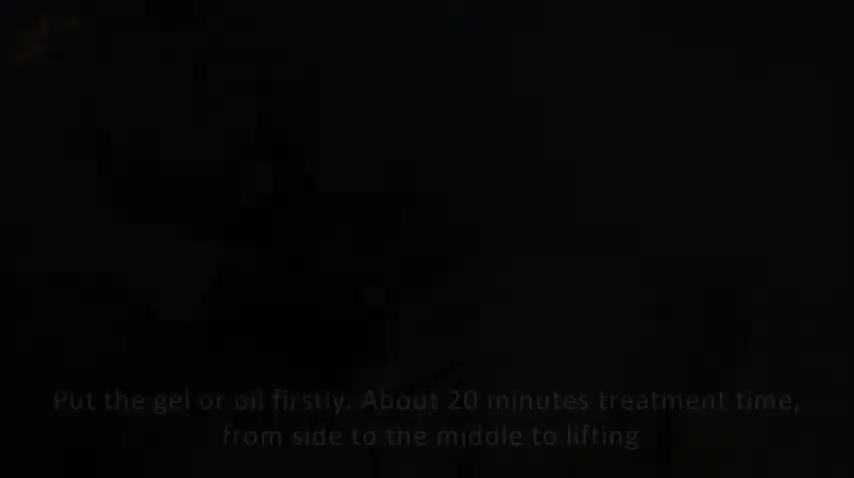 Put the gel or oil firstly. About 20 minutes treatment time,
from side to the middle to lifting